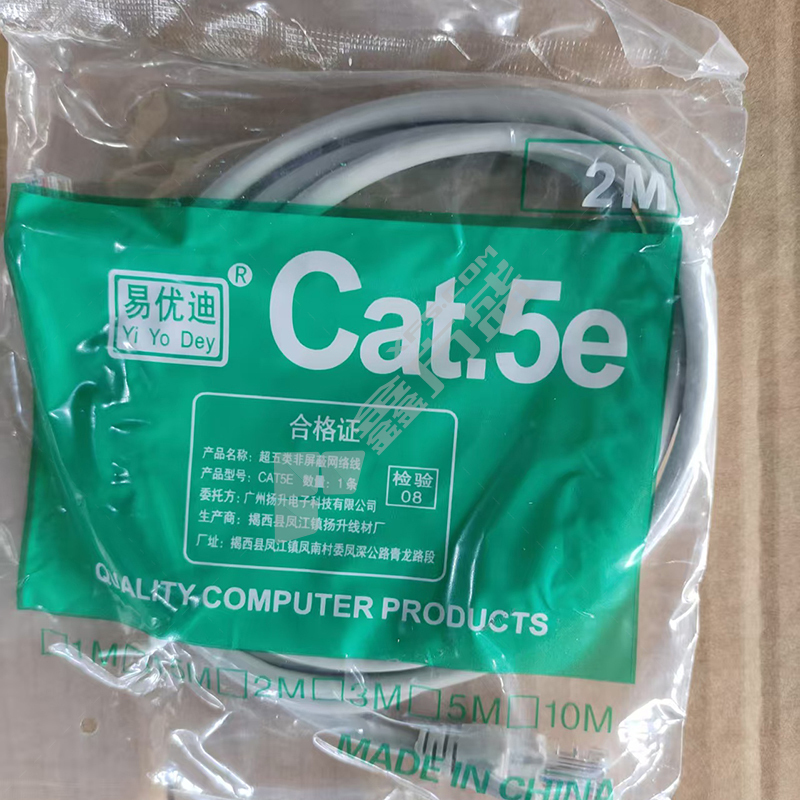 2M
易优迪
®
Yi Yo Dey
Cat.5e
合格证
产品名称：超五类非屏蔽网络线
产品型号：CAT5E 数量：1条
委托方：广州扬升电子科技有限公司
生产商：揭西县凤江镇扬升线材厂
厂址：揭西县凤江镇凤南村委凤深公路青龙路段
检验
08
QUALITY COMPUTER PRODUCTS
□1M□ □2M□3M□5M□10M
MADE IN CHINA